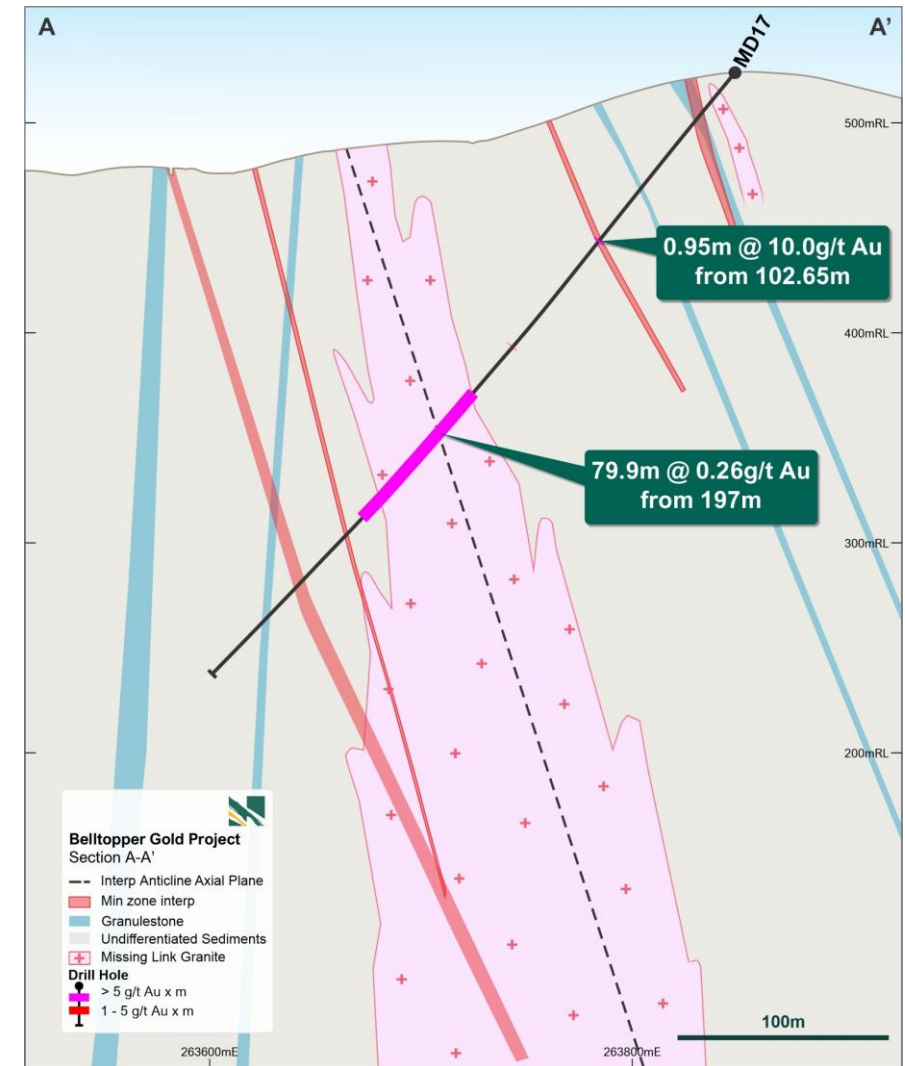 A
A'
MD17
500mRL
0.95m @ 10.0g/t Au
from 102.65m
400mRL
79.9m @ 0.26g/t Au
from 197m
300mRL
200mRL
Belltopper Gold Project
Section A-A'
Interp Anticline Axial Plane
Min zone interp
Granulestone
Undifferentiated Sediments
Missing Link Granite
Drill Hole
> 5 g/t Au x m
1 - 5 g/t Au x m
263600mE
263800mE
100m